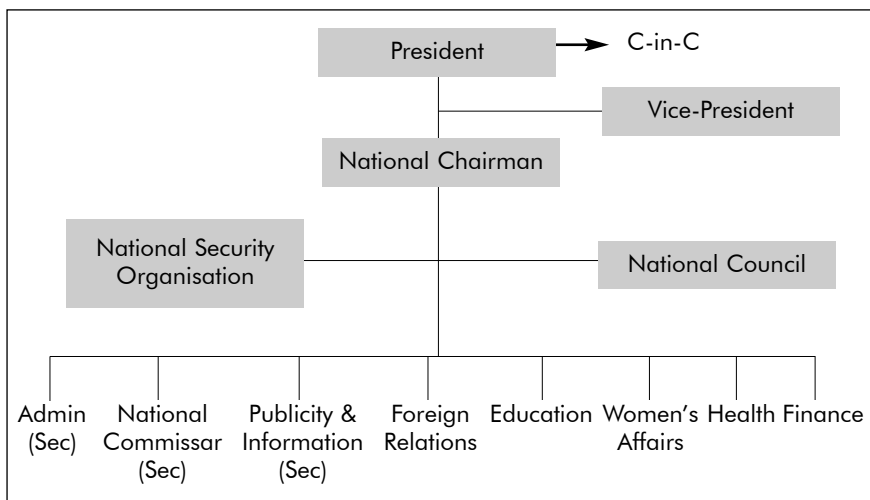 President
C-in-C
Vice-President
National Chairman
National Security
Organisation
National Council
Admin
(Sec)
National
Commissar
(Sec)
Publicity &
Information
(Sec)
Foreign
Relations
Education
Women's
Affairs
Health
Finance